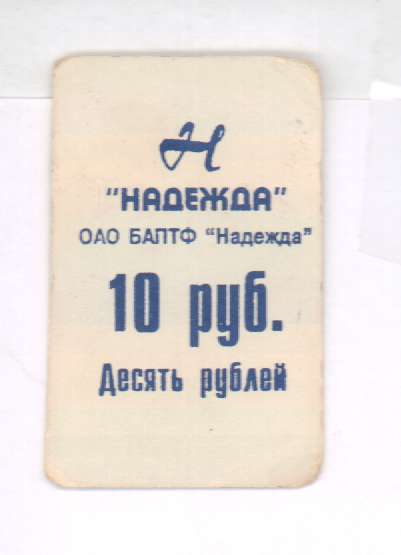 Н
"НАДЕЖДА"
ОАО БАПТФ "Надежда"
10 руб.
Десять рублей